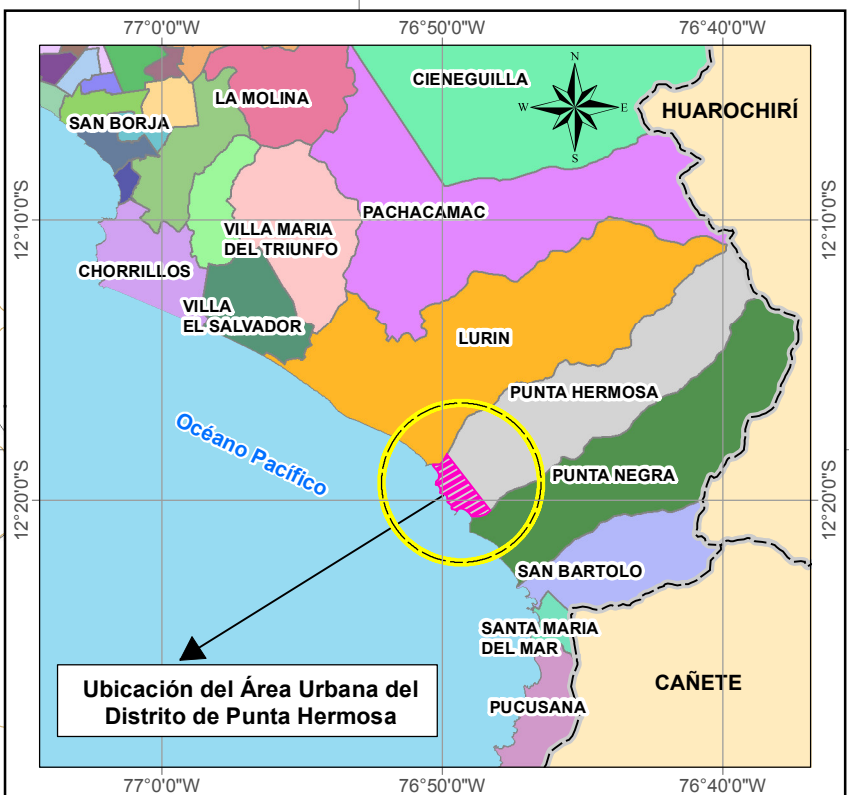 77°0'0"W
76°50'0"W
76°40'0"W
N
W
E
S
CIENEGUILLA
LA MOLINA
HUAROCHIRÍ
SAN BORJA
12°10'0"S
12°10'0"S
PACHACAMAC
VILLA MARIA
DEL TRIUNFO
CHORRILLOS
VILLA
EL SALVADOR
LURIN
PUNTA HERMOSA
Océano Pacífico
PUNTA NEGRA
12°20'0"S
12°20'0"S
SAN BARTOLO
SANTA MARIA
DEL MAR
Ubicación del Área Urbana del
Distrito de Punta Hermosa
CAÑETE
PUCUSANA
77°0'0"W
76°50'0"W
76°40'0"W